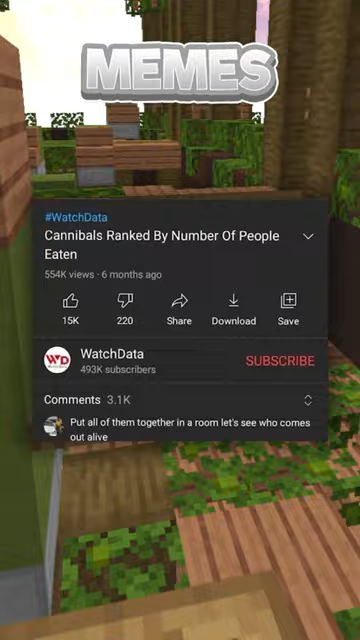 MEMES
#WatchData
Cannibals Ranked By Number Of People
Eaten
554K views · 6 months ago
15K
220
Share
Download
Save
WD
WatchData
493K subscribers
SUBSCRIBE
Comments 3.1K
Put all of them together in a room let's see who comes
out alive